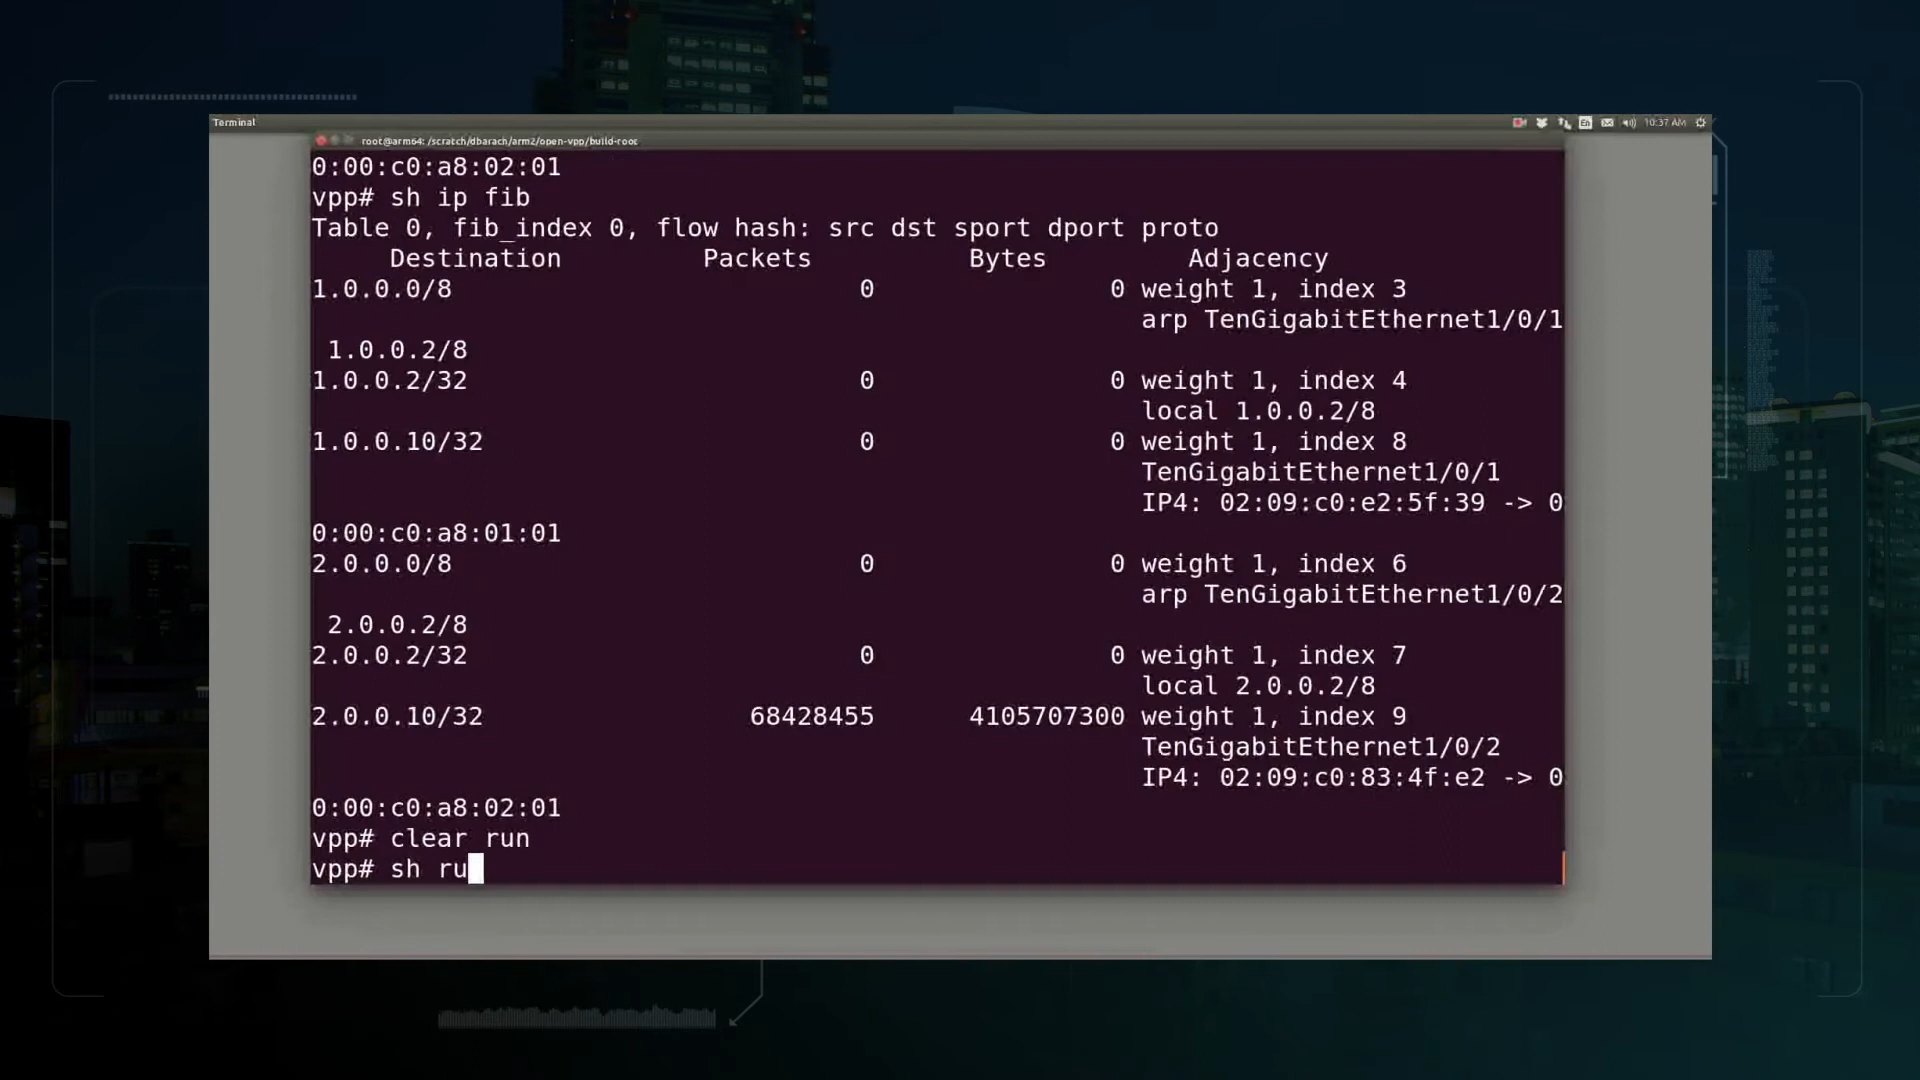 Terminal
En
10:37 AM
root@arm64: /scratch/dbarach/arm2/open-vpp/build-root
0:00:c0:a8:02:01
vpp# sh ip fib
Table 0, fib_index 0, flow hash: src dst sport dport proto
Destination Packets Bytes Adjacency
1.0.0.0/8 0 0 weight 1, index 3
arp TenGigabitEthernet1/0/1
1.0.0.2/8
1.0.0.2/32 0 0 weight 1, index 4
local 1.0.0.2/8
1.0.0.10/32 0 0 weight 1, index 8
TenGigabitEthernet1/0/1
IP4: 02:09:c0:e2:5f:39 -> 0
0:00:c0:a8:01:01
2.0.0.0/8 0 0 weight 1, index 6
arp TenGigabitEthernet1/0/2
2.0.0.2/8
2.0.0.2/32 0 0 weight 1, index 7
local 2.0.0.2/8
2.0.0.10/32 68428455 4105707300 weight 1, index 9
TenGigabitEthernet1/0/2
IP4: 02:09:c0:83:4f:e2 -> 0
0:00:c0:a8:02:01
vpp# clear run
vpp# sh ru